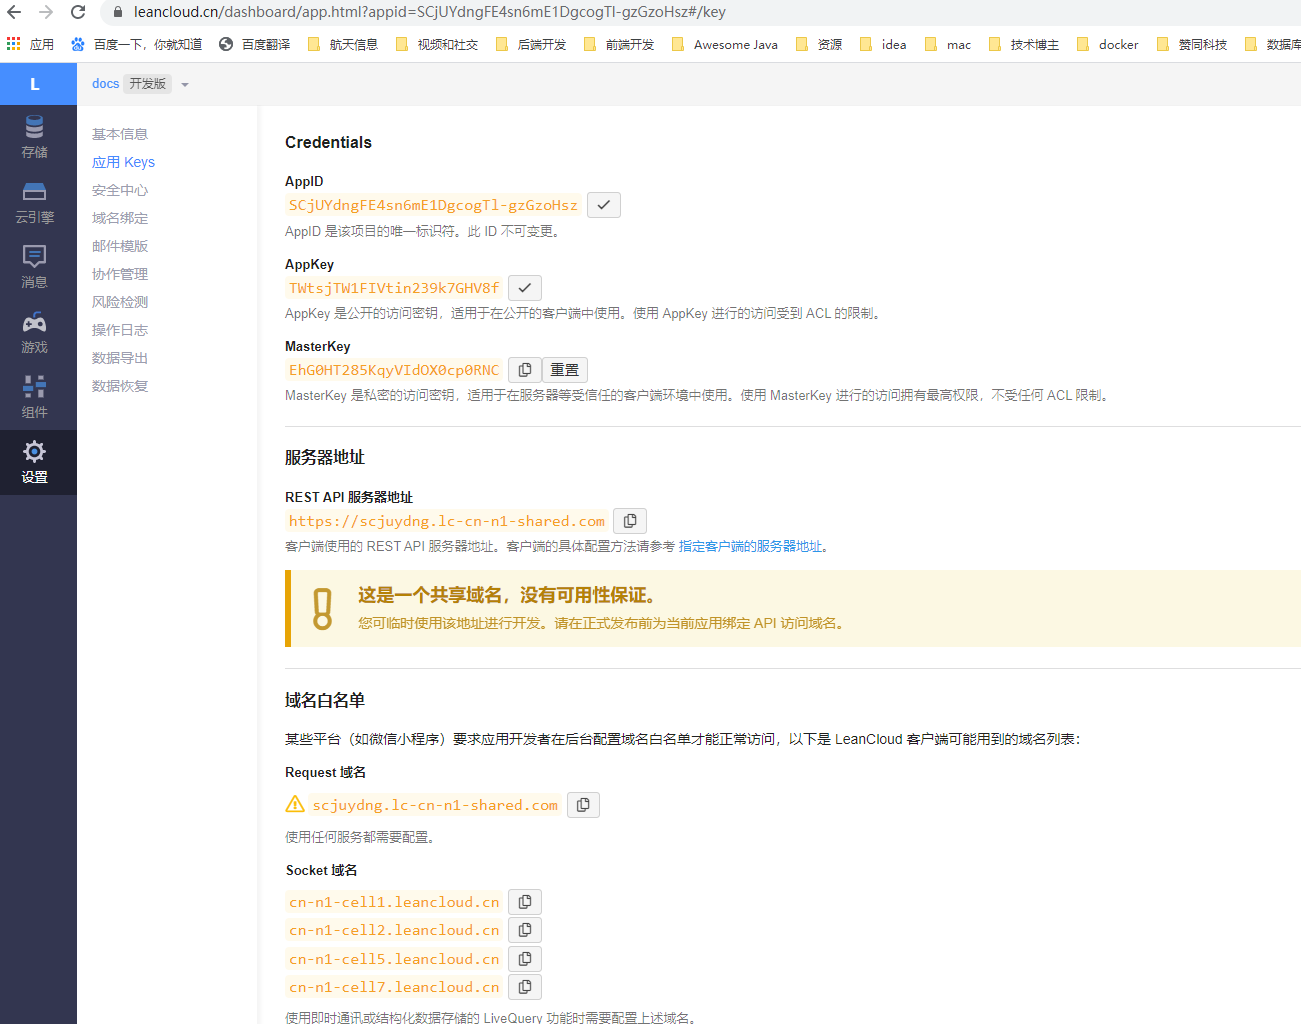 leancloud.cn/dashboard/app.html?appid=SCjUYdngFE4sn6mE1DgcogTl-gzGzoHsz#/key
应用 百度一下，你就知道 百度翻译 航天信息 视频和社交 后端开发 前端开发 Awesome Java 资源 idea mac 技术博主 docker 赞同科技 数据库
L docs 开发版
存储
云引擎
消息
游戏
组件
设置
基本信息
应用 Keys
安全中心
域名绑定
邮件模版
协作管理
风险检测
操作日志
数据导出
数据恢复
Credentials
AppID
SCjUYdngFE4sn6mE1DgcogTl-gzGzoHsz
AppID 是该项目的唯一标识符。此 ID 不可变更。
AppKey
TWtsjTW1FIVtin239k7GHV8f
AppKey 是公开的访问密钥，适用于在公开的客户端中使用。使用 AppKey 进行的访问受到 ACL 的限制。
MasterKey
EhG0HT285KqyVIdOX0cp0RNC 重置
MasterKey 是私密的访问密钥，适用于在服务器等受信任的客户端环境中使用。使用 MasterKey 进行的访问拥有最高权限，不受任何 ACL 限制。
服务器地址
REST API 服务器地址
https://scjuydng.lc-cn-n1-shared.com
客户端使用的 REST API 服务器地址。客户端的具体配置方法请参考 指定客户端的服务器地址。
这是一个共享域名，没有可用性保证。
您可临时使用该地址进行开发。请在正式发布前为当前应用绑定 API 访问域名。
域名白名单
某些平台（如微信小程序）要求应用开发者在后台配置域名白名单才能正常访问，以下是 LeanCloud 客户端可能用到的域名列表：
Request 域名
scjuydng.lc-cn-n1-shared.com
使用任何服务都需要配置。
Socket 域名
cn-n1-cell1.leancloud.cn
cn-n1-cell2.leancloud.cn
cn-n1-cell5.leancloud.cn
cn-n1-cell7.leancloud.cn
使用即时通讯或结构化数据存储的 LiveQuery 功能时需要配置上述域名。